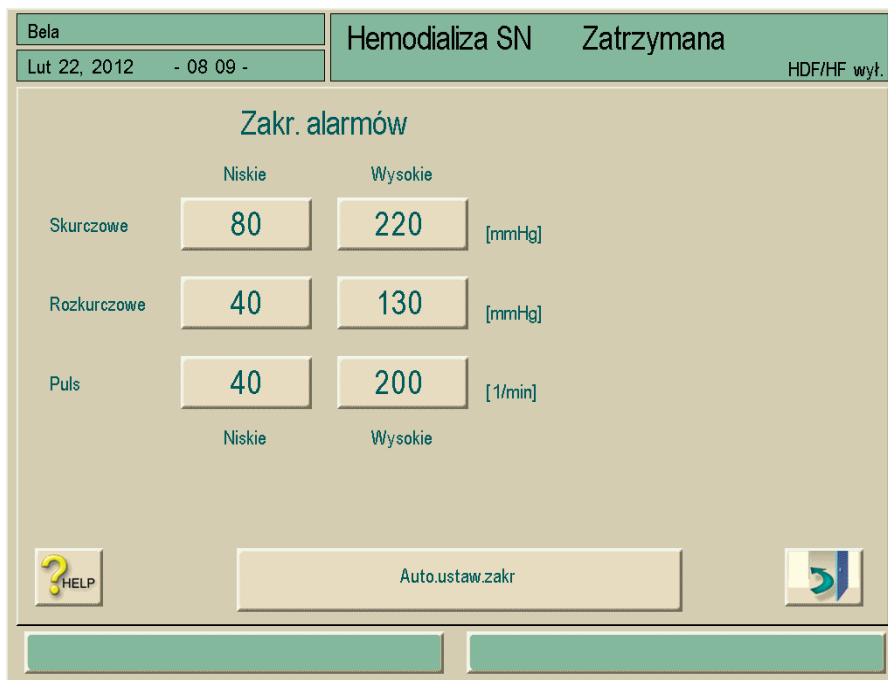 Bela
Hemodializa SN Zatrzymana
Lut 22, 2012 - 08 09 -
HDF/HF wył.
Zakr. alarmów
Niskie Wysokie
Skurczowe 80 220 [mmHg]
Rozkurczowe 40 130 [mmHg]
Puls 40 200 [1/min]
Niskie Wysokie
?HELP
Auto.ustaw.zakr